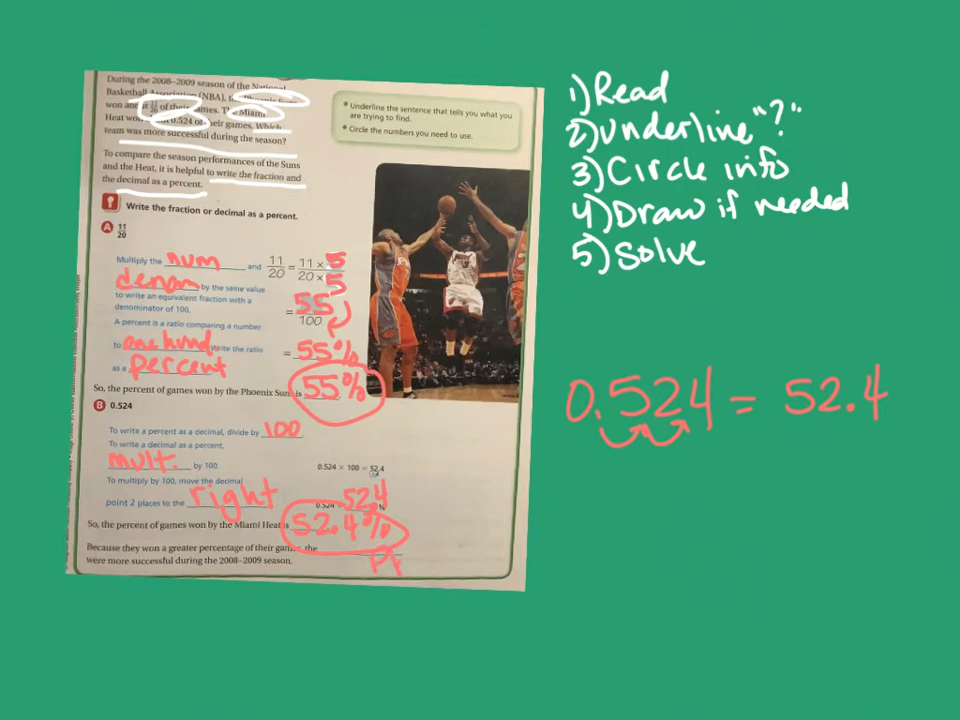 During the 2008–2009 season of the National
Basketball Association (NBA), the Phoenix Suns
won 11/20 of their games. The Miami
Heat won 0.524 of their games. Which
team was more successful during the season?
To compare the season performances of the Suns
and the Heat, it is helpful to write the fraction and
the decimal as a percent.
• Underline the sentence that tells you what you
are trying to find.
• Circle the numbers you need to use.
! Write the fraction or decimal as a percent.
A 11/20
Multiply the num and 11/20 = 11 × 5 / 20 × 5
denom by the same value
to write an equivalent fraction with a
denominator of 100.
= 55/100
A percent is a ratio comparing a number
to one hund Write the ratio
as a percent
= 55%
So, the percent of games won by the Phoenix Suns is 55%
B 0.524
To write a percent as a decimal, divide by 100
To write a decimal as a percent,
mult. by 100.
0.524 × 100 = 52.4
To multiply by 100, move the decimal
point 2 places to the right
0.524 = 52.4 %
So, the percent of games won by the Miami Heat is 52.4%
Because they won a greater percentage of their games, the
were more successful during the 2008–2009 season.
1) Read
2) Underline "?"
3) Circle info
4) Draw if needed
5) Solve
0.524 = 52.4